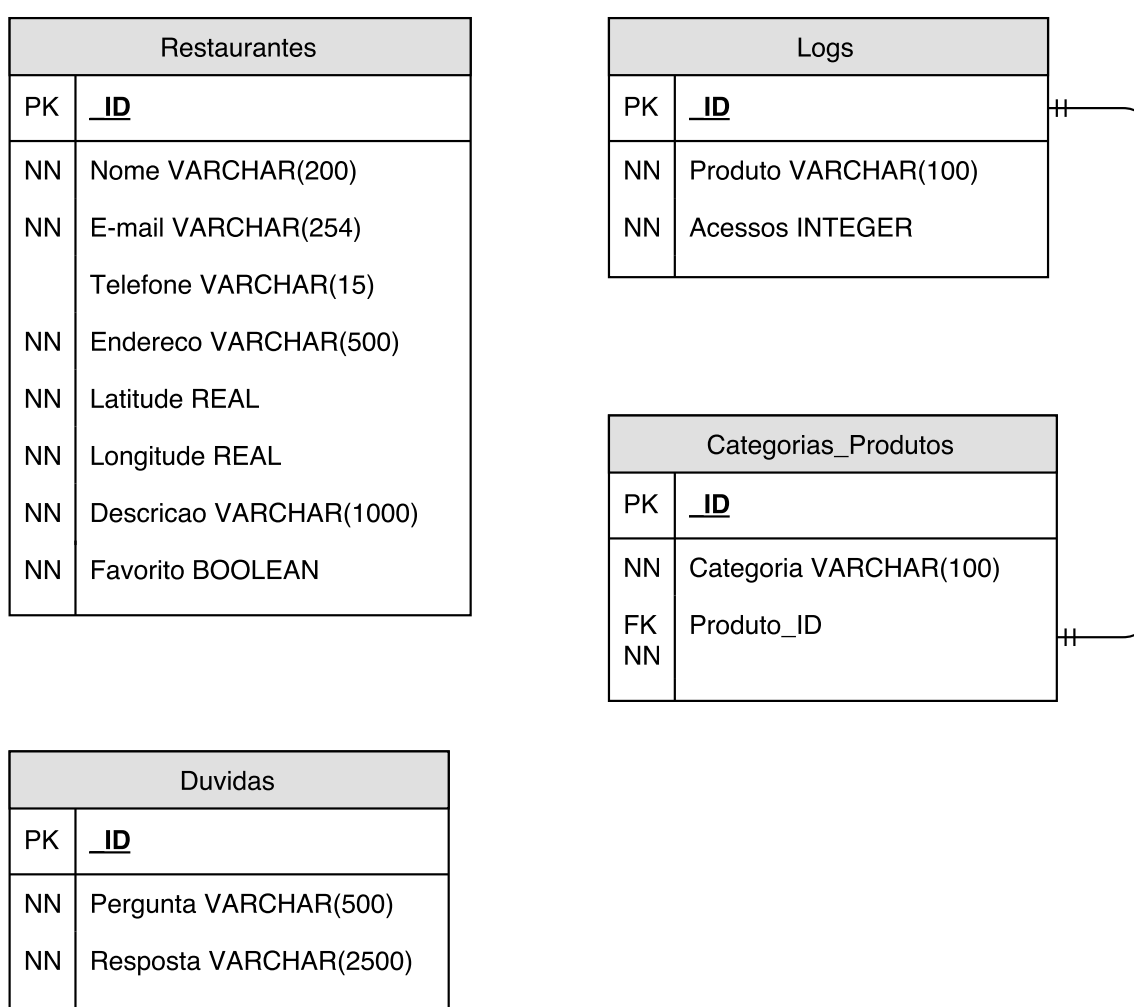 Restaurantes
PK _ID
NN Nome VARCHAR(200)
NN E-mail VARCHAR(254)
Telefone VARCHAR(15)
NN Endereco VARCHAR(500)
NN Latitude REAL
NN Longitude REAL
NN Descricao VARCHAR(1000)
NN Favorito BOOLEAN
Logs
PK _ID
NN Produto VARCHAR(100)
NN Acessos INTEGER
Categorias_Produtos
PK _ID
NN Categoria VARCHAR(100)
FK Produto_ID
NN
Duvidas
PK _ID
NN Pergunta VARCHAR(500)
NN Resposta VARCHAR(2500)